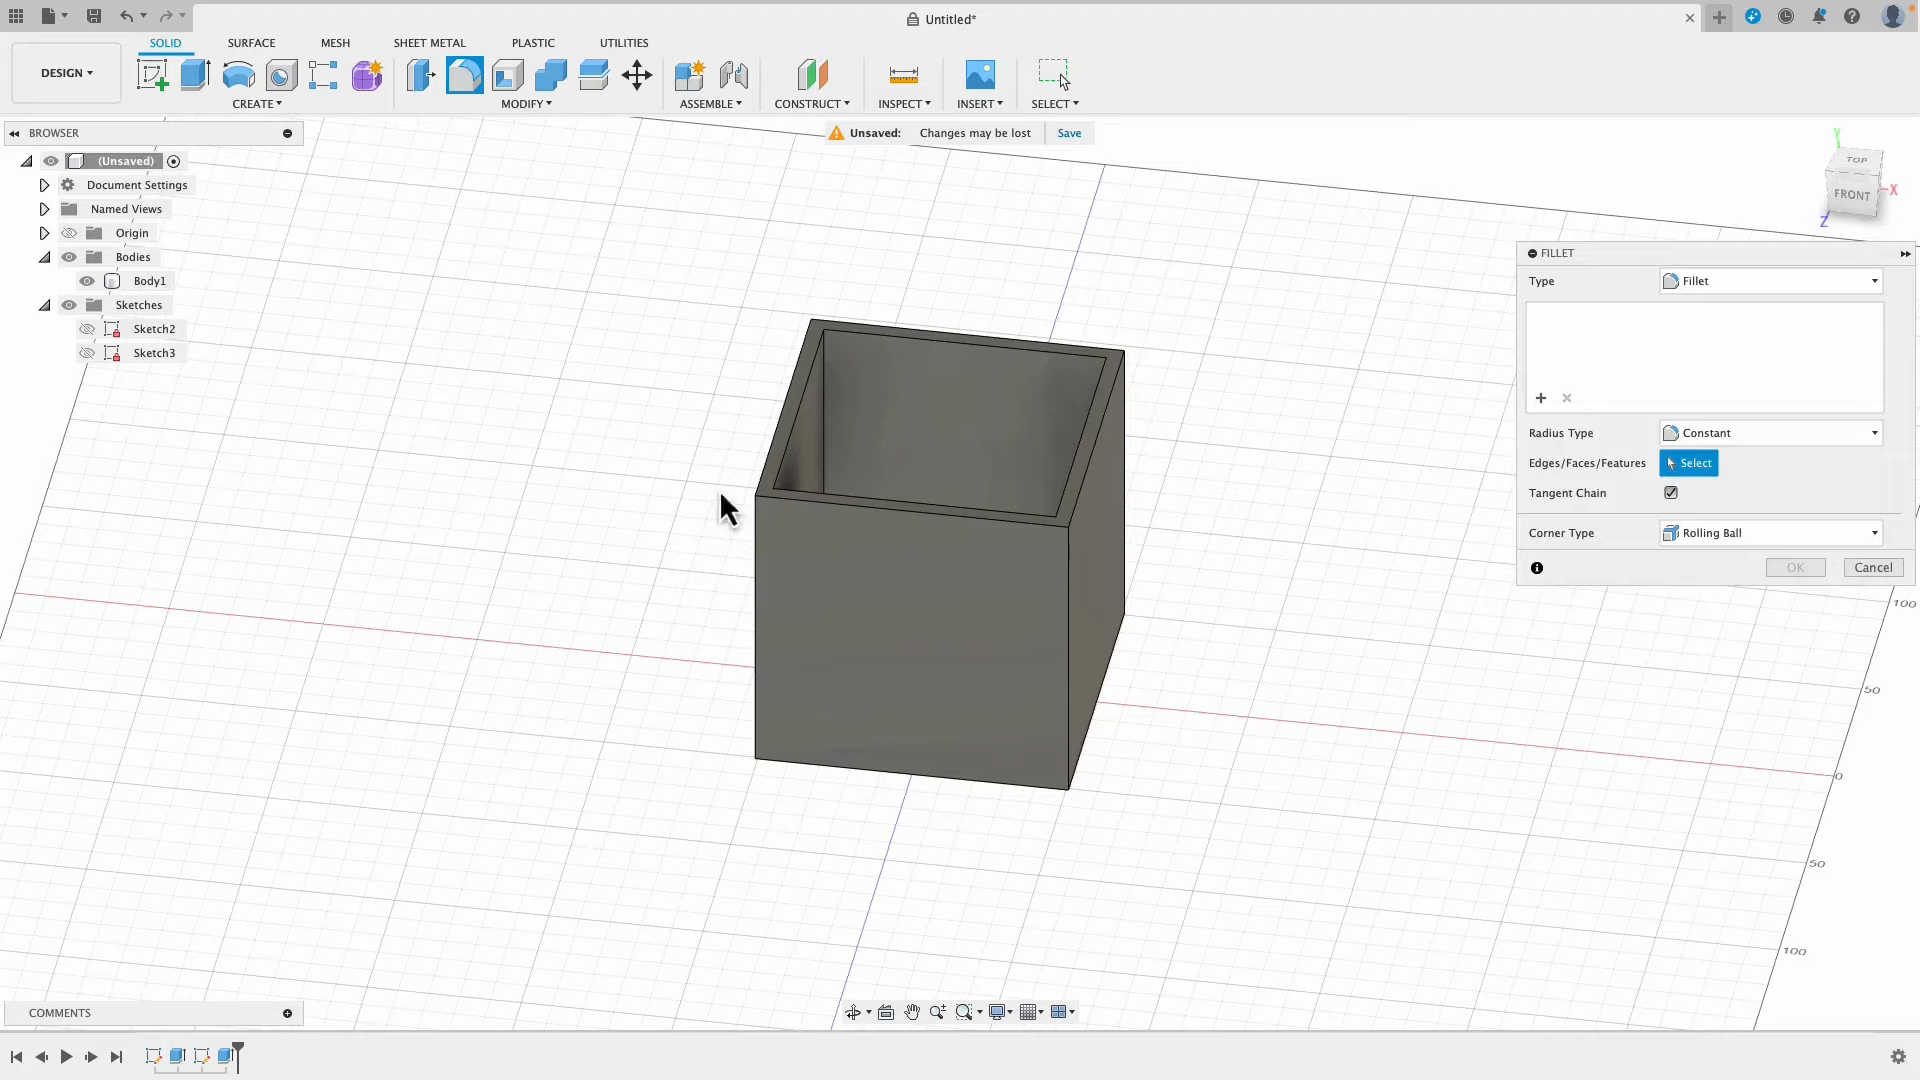 Untitled*
DESIGN
SOLID
SURFACE
MESH
SHEET METAL
PLASTIC
UTILITIES
CREATE
MODIFY
ASSEMBLE
CONSTRUCT
INSPECT
INSERT
SELECT
BROWSER
Unsaved: Changes may be lost Save
(Unsaved)
Document Settings
Named Views
Origin
Bodies
Body1
Sketches
Sketch2
Sketch3
Y
TOP
FRONT
X
Z
FILLET
Type Fillet
Radius Type Constant
Edges/Faces/Features Select
Tangent Chain
Corner Type Rolling Ball
OK Cancel
100
50
0
50
100
COMMENTS